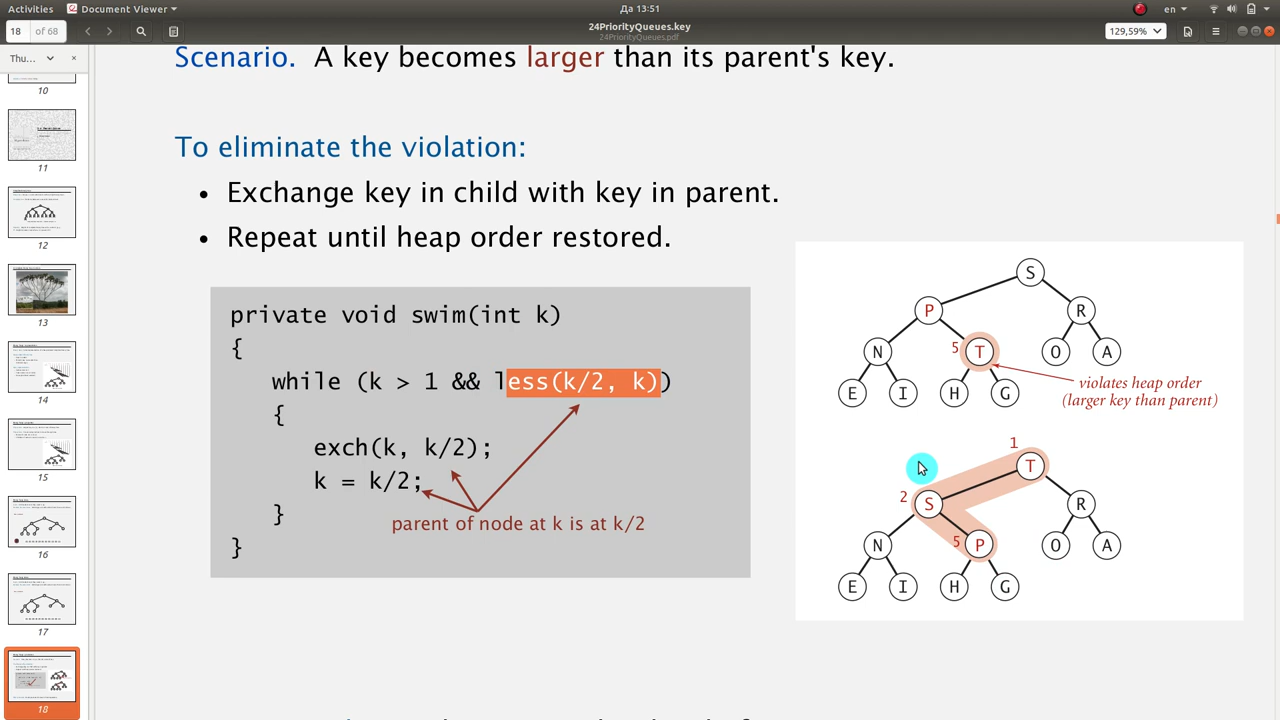 Activities
Document Viewer
Да 13:51
en
18
of 68
24PriorityQueues.key
24PriorityQueues.pdf
129,59%
Thu...
10
11
12
13
14
15
16
17
18
Scenario. A key becomes larger than its parent's key.
To eliminate the violation:
• Exchange key in child with key in parent.
• Repeat until heap order restored.
private void swim(int k)
{
while (k > 1 && less(k/2, k))
{
exch(k, k/2);
k = k/2;
}
}
parent of node at k is at k/2
S
P
R
N
5
T
O
A
E
I
H
G
violates heap order
(larger key than parent)
1
T
2
S
R
N
5
P
O
A
E
I
H
G